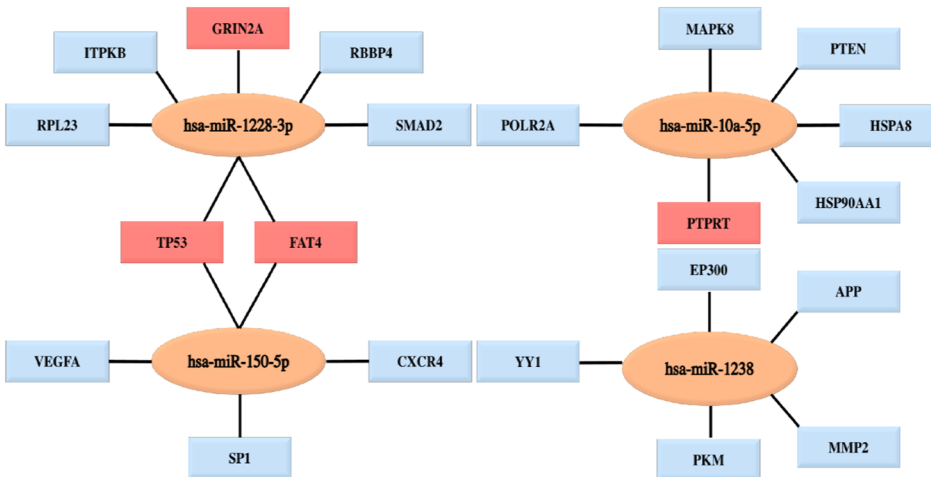 GRIN2A
ITPKB
RBBP4
RPL23
hsa-miR-1228-3p
SMAD2
TP53
FAT4
VEGFA
hsa-miR-150-5p
CXCR4
SP1
MAPK8
PTEN
POLR2A
hsa-miR-10a-5p
HSPA8
HSP90AA1
PTPRT
EP300
APP
YY1
hsa-miR-1238
MMP2
PKM